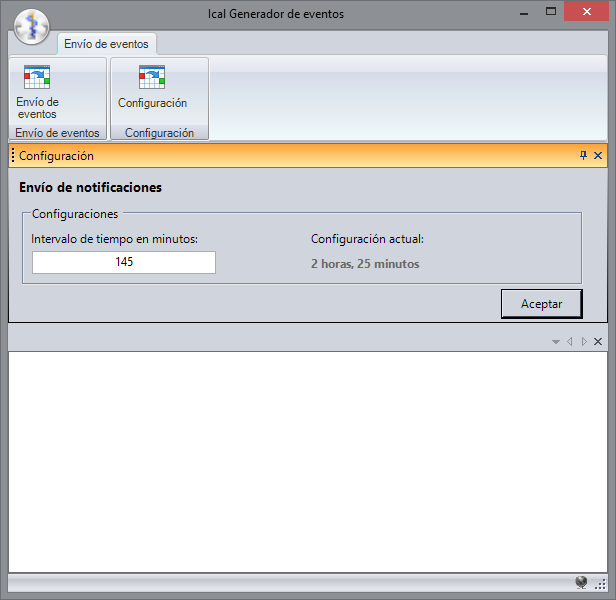 Ical Generador de eventos
Envío de eventos
Envío de
eventos
Configuración
Envío de eventos
Configuración
Configuración
Envío de notificaciones
Configuraciones
Intervalo de tiempo en minutos:
Configuración actual:
145
2 horas, 25 minutos
Aceptar